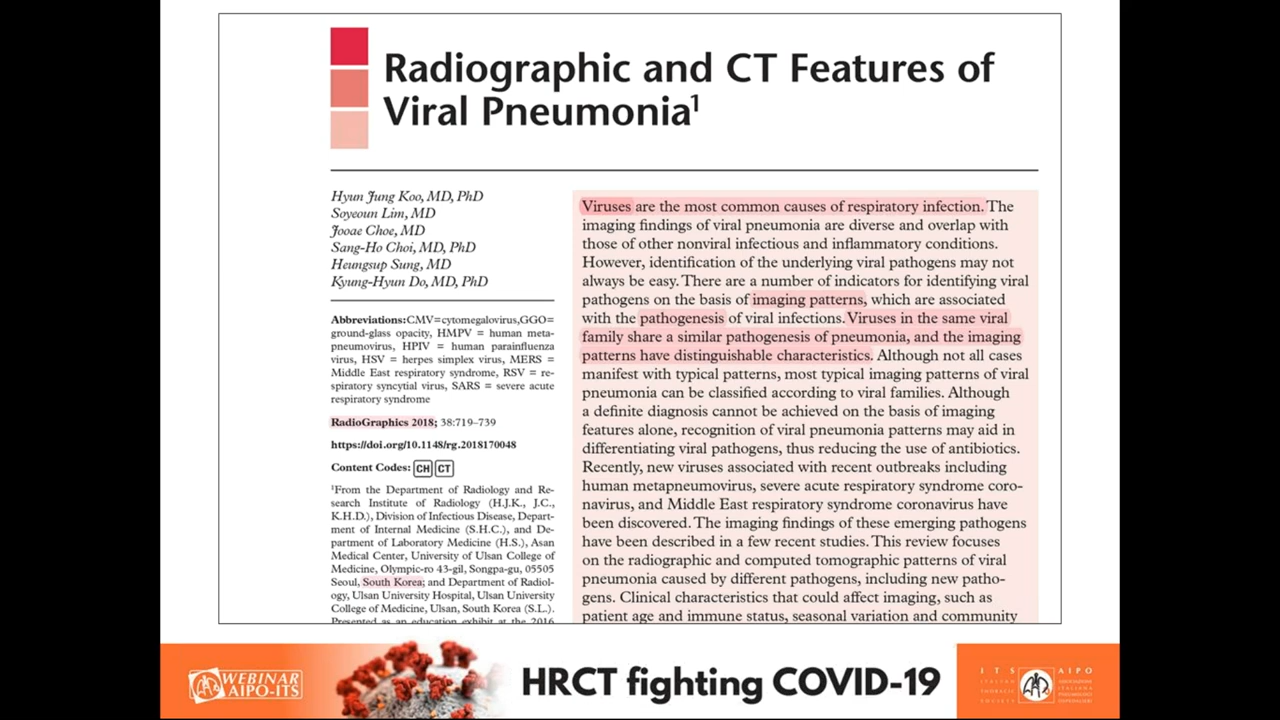 Radiographic and CT Features of
Viral Pneumonia¹
Hyun Jung Koo, MD, PhD
Soyeoun Lim, MD
Jooae Choe, MD
Sang-Ho Choi, MD, PhD
Heungsup Sung, MD
Kyung-Hyun Do, MD, PhD
Abbreviations: CMV=cytomegalovirus,GGO=
ground-glass opacity, HMPV = human meta-
pneumovirus, HPIV = human parainfluenza
virus, HSV = herpes simplex virus, MERS =
Middle East respiratory syndrome, RSV = re-
spiratory syncytial virus, SARS = severe acute
respiratory syndrome
RadioGraphics 2018; 38:719–739
https://doi.org/10.1148/rg.2018170048
Content Codes: CH CT
¹From the Department of Radiology and Re-
search Institute of Radiology (H.J.K., J.C.,
K.H.D.), Division of Infectious Disease, Depart-
ment of Internal Medicine (S.H.C.), and De-
partment of Laboratory Medicine (H.S.), Asan
Medical Center, University of Ulsan College of
Medicine, Olympic-ro 43-gil, Songpa-gu, 05505
Seoul, South Korea; and Department of Radiol-
ogy, Ulsan University Hospital, Ulsan University
College of Medicine, Ulsan, South Korea (S.L.).
Presented as an education exhibit at the 2016
Viruses are the most common causes of respiratory infection. The
imaging findings of viral pneumonia are diverse and overlap with
those of other nonviral infectious and inflammatory conditions.
However, identification of the underlying viral pathogens may not
always be easy. There are a number of indicators for identifying viral
pathogens on the basis of imaging patterns, which are associated
with the pathogenesis of viral infections. Viruses in the same viral
family share a similar pathogenesis of pneumonia, and the imaging
patterns have distinguishable characteristics. Although not all cases
manifest with typical patterns, most typical imaging patterns of viral
pneumonia can be classified according to viral families. Although
a definite diagnosis cannot be achieved on the basis of imaging
features alone, recognition of viral pneumonia patterns may aid in
differentiating viral pathogens, thus reducing the use of antibiotics.
Recently, new viruses associated with recent outbreaks including
human metapneumovirus, severe acute respiratory syndrome coro-
navirus, and Middle East respiratory syndrome coronavirus have
been discovered. The imaging findings of these emerging pathogens
have been described in a few recent studies. This review focuses
on the radiographic and computed tomographic patterns of viral
pneumonia caused by different pathogens, including new patho-
gens. Clinical characteristics that could affect imaging, such as
patient age and immune status, seasonal variation and community
WEBINAR
AIPO-ITS
HRCT fighting COVID-19
ITS
ITALIAN
THORACIC
SOCIETY
AIPO
ASSOCIAZIONE
ITALIANA
PNEUMOLOGI
OSPEDALIERI